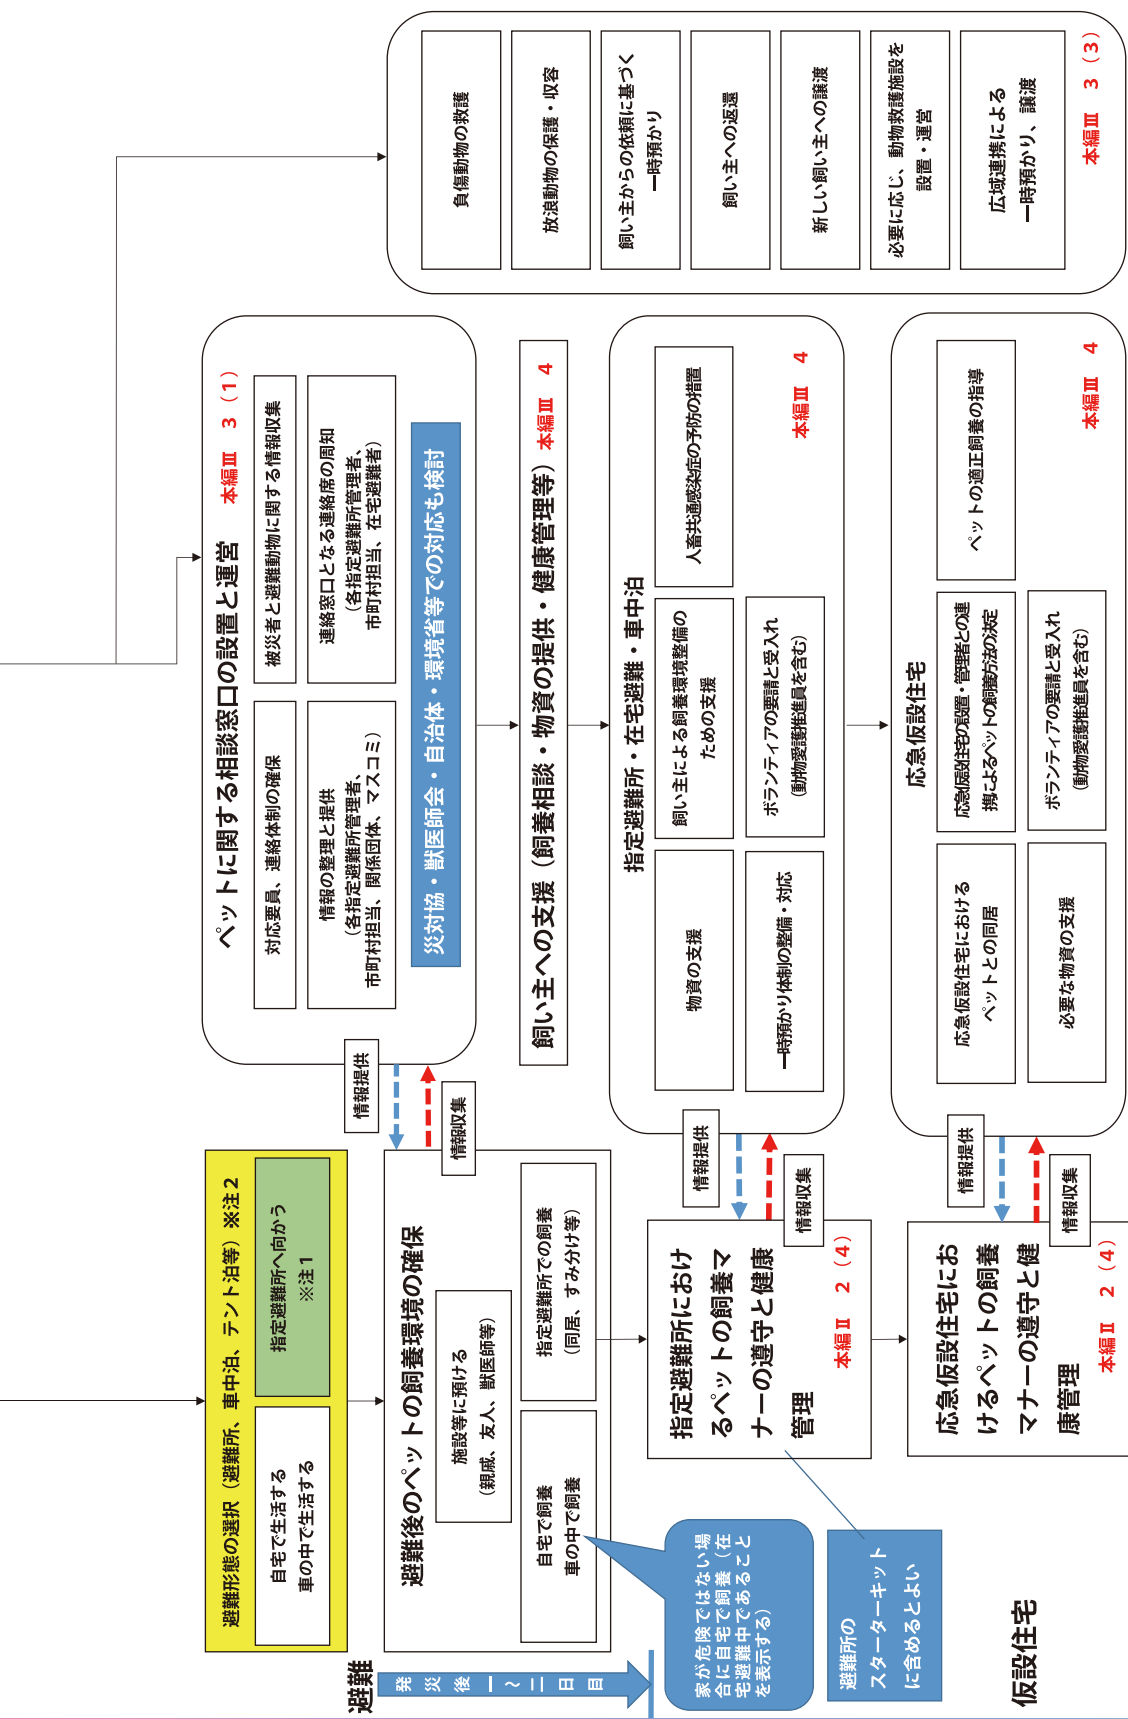 避難
発災後一～二日目
仮設住宅
避難形態の選択（避難所、車中泊、テント泊等）※注２
自宅で生活する
車の中で生活する
指定避難所へ向かう
※注１
避難後のペットの飼養環境の確保
施設等に預ける
（親戚、友人、獣医師等）
自宅で飼養
車の中で飼養
指定避難所での飼養
（同居、すみ分け等）
家が危険ではない場
合に自宅で飼養（在
宅避難中であること
を表示する）
指定避難所におけ
るペットの飼養マ
ナーの遵守と健康
管理
本編Ⅱ　２（４）
避難所の
スターターキット
に含めるとよい
応急仮設住宅にお
けるペットの飼養
マナーの遵守と健
康管理
本編Ⅱ　２（４）
情報提供
情報収集
情報提供
情報収集
情報提供
情報収集
ペットに関する相談窓口の設置と運営　本編Ⅲ　３（１）
対応要員、連絡体制の確保
被災者と避難動物に関する情報収集
情報の整理と提供
（各指定避難所管理者、
市町村担当、関係団体、マスコミ）
連絡窓口となる連絡席の周知
（各指定避難所管理者、
市町村担当、在宅避難者）
災対協・獣医師会・自治体・環境省等での対応も検討
飼い主への支援（飼養相談・物資の提供・健康管理等）本編Ⅲ　４
指定避難所・在宅避難・車中泊
物資の支援
飼い主による飼養環境整備の
ための支援
人畜共通感染症の予防の措置
一時預かり体制の整備・対応
ボランティアの要請と受入れ
（動物愛護推進員を含む）
本編Ⅲ　４
応急仮設住宅
応急仮設住宅における
ペットとの同居
応急仮設住宅の設置・管理者との連
携によるペットの飼養方法の決定
ペットの適正飼養の指導
必要な物資の支援
ボランティアの要請と受入れ
（動物愛護推進員を含む）
本編Ⅲ　４
負傷動物の救護
放浪動物の保護・収容
飼い主からの依頼に基づく
一時預かり
飼い主への返還
新しい飼い主への譲渡
必要に応じ、動物救護施設を
設置・運営
広域連携による
一時預かり、譲渡
本編Ⅲ　３（３）